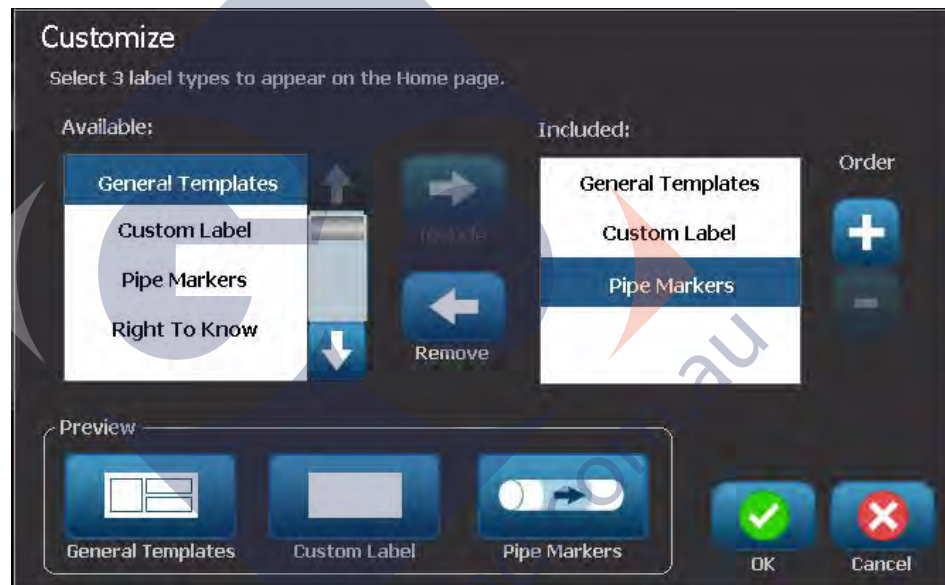 Customize
Select 3 label types to appear on the Home page.
Available:
General Templates
Custom Label
Pipe Markers
Right To Know
Include
Remove
Included:
General Templates
Custom Label
Pipe Markers
Order
Preview
General Templates
Custom Label
Pipe Markers
OK
Cancel
com.au